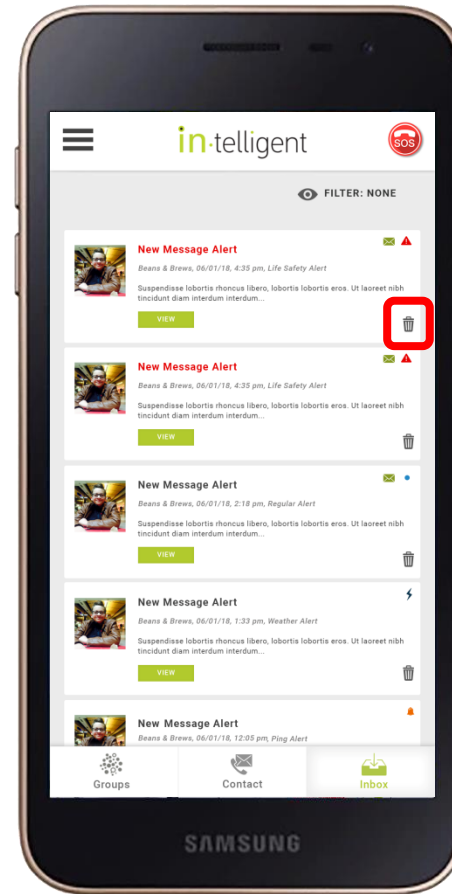 in·telligent
SOS
FILTER: NONE
New Message Alert
Beans & Brews, 06/01/18, 4:35 pm, Life Safety Alert
Suspendisse lobortis rhoncus libero, lobortis lobortis eros. Ut laoreet nibh
tincidunt diam interdum interdum...
VIEW
New Message Alert
Beans & Brews, 06/01/18, 4:35 pm, Life Safety Alert
Suspendisse lobortis rhoncus libero, lobortis lobortis eros. Ut laoreet nibh
tincidunt diam interdum interdum...
VIEW
New Message Alert
Beans & Brews, 06/01/18, 2:18 pm, Regular Alert
Suspendisse lobortis rhoncus libero, lobortis lobortis eros. Ut laoreet nibh
tincidunt diam interdum interdum...
VIEW
New Message Alert
Beans & Brews, 06/01/18, 1:33 pm, Weather Alert
Suspendisse lobortis rhoncus libero, lobortis lobortis eros. Ut laoreet nibh
tincidunt diam interdum interdum...
VIEW
New Message Alert
Beans & Brews, 06/01/18, 12:05 pm, Ping Alert
Groups
Contact
Inbox
SAMSUNG